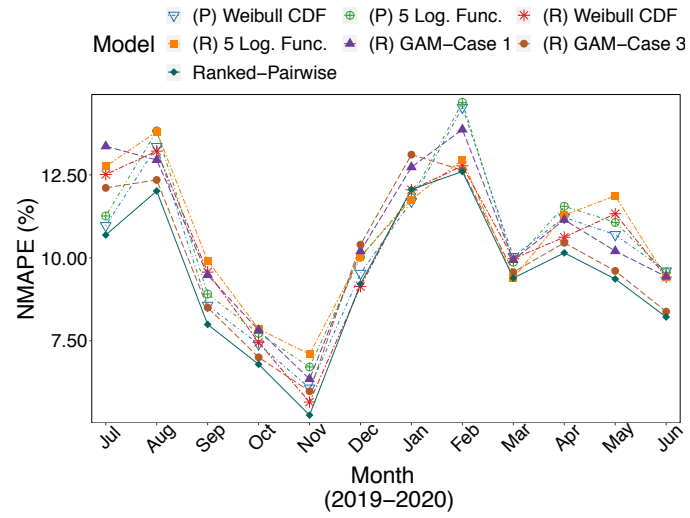 (P) Weibull CDF (P) 5 Log. Func. (R) Weibull CDF
Model (R) 5 Log. Func. (R) GAM−Case 1 (R) GAM−Case 3
Ranked−Pairwise
12.50
10.00
7.50
NMAPE (%)
Jul Aug Sep Oct Nov Dec Jan Feb Mar Apr May Jun
Month
(2019−2020)